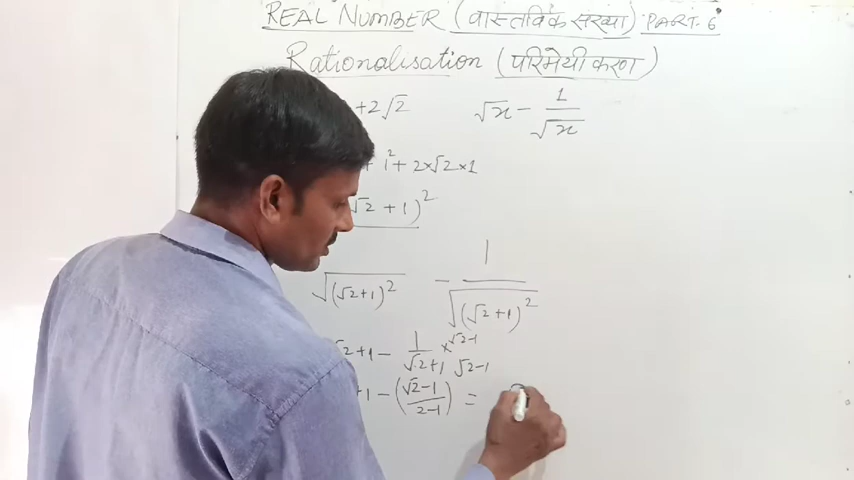 REAL NUMBER (वास्तविक संख्या) PART. 6
Rationalisation (परिमेयीकरण)
+2√2 √x - 1/√x
+ 1² + 2×√2×1
√2 + 1)²
√(√2+1)² - 1/√(√2+1)²
√2+1 - 1/√2+1 × √2-1/√2-1
+1 - (√2-1/2-1) =